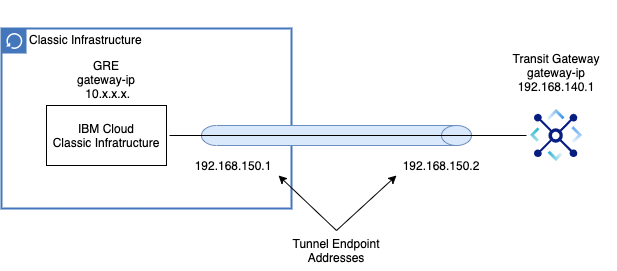 Classic Infrastructure
GRE
gateway-ip
10.x.x.x.
IBM Cloud
Classic Infratructure
192.168.150.1
192.168.150.2
Transit Gateway
gateway-ip
192.168.140.1
Tunnel Endpoint
Addresses